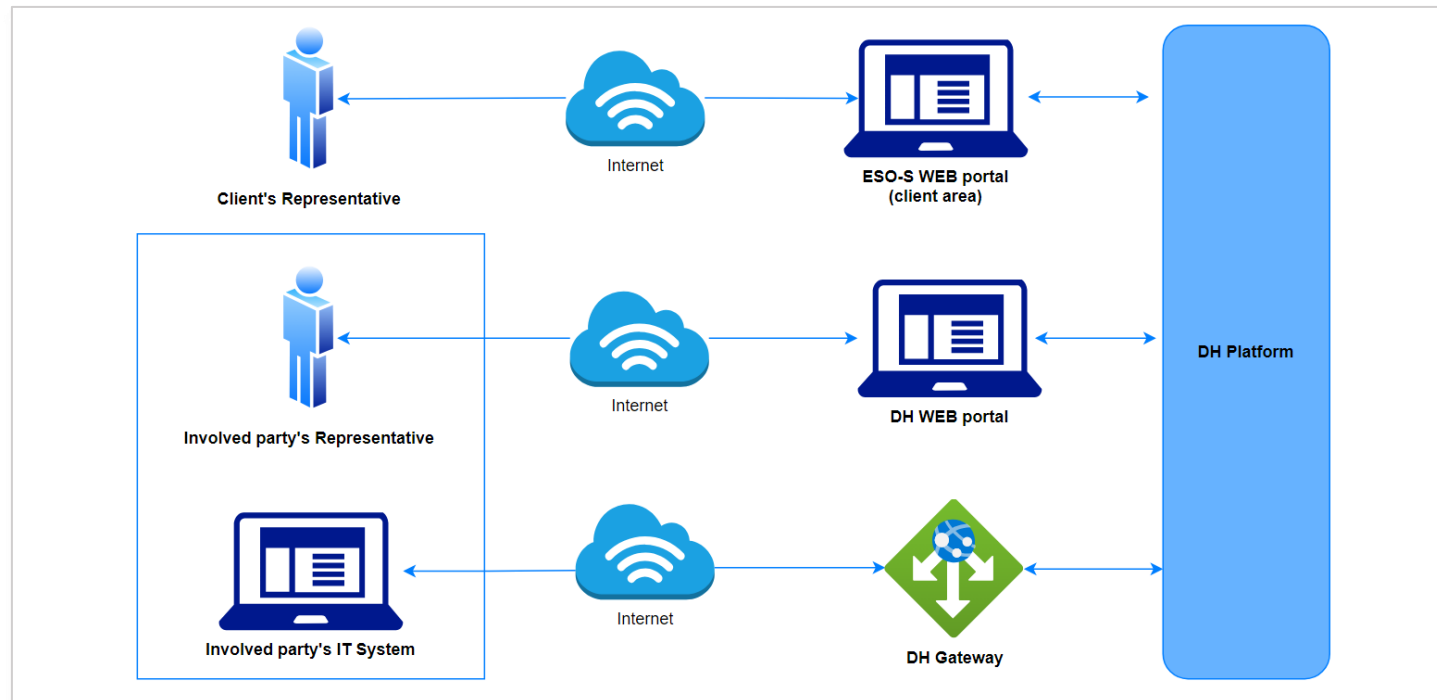 Internet
Client's Representative
ESO-S WEB portal
(client area)
DH Platform
Internet
Involved party's Representative
DH WEB portal
Internet
Involved party's IT System
DH Gateway